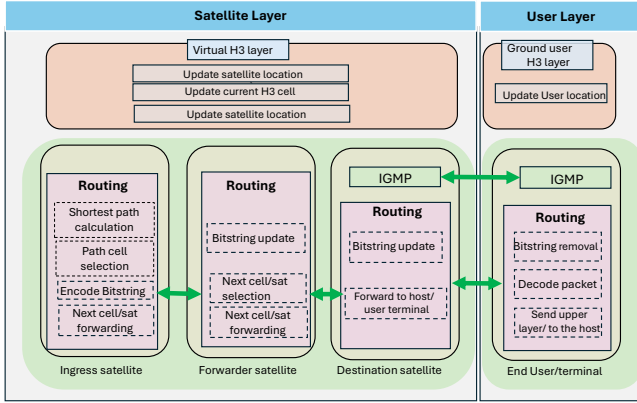 Satellite Layer
User Layer
Virtual H3 layer
Update satellite location
Update current H3 cell
Update satellite location
Ground user
H3 layer
Update User location
Routing
Shortest path
calculation
Path cell
selection
Encode Bitstring
Next cell/sat
forwarding
Ingress satellite
Routing
Bitstring update
Next cell/sat
selection
Next cell/sat
forwarding
Forwarder satellite
IGMP
Routing
Bitstring update
Forward to host/
user terminal
Destination satellite
IGMP
Routing
Bitstring removal
Decode packet
Send upper
layer/ to the host
End User/terminal